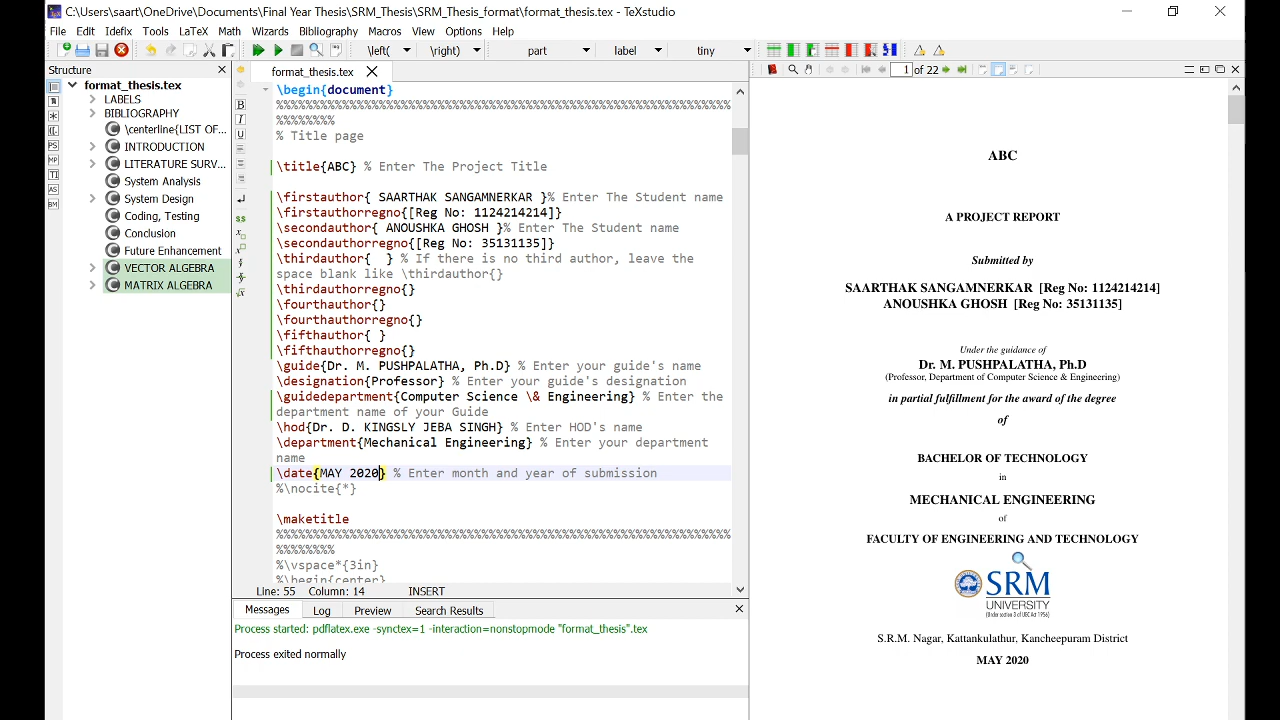 C:\Users\saart\OneDrive\Documents\Final Year Thesis\SRM_Thesis\SRM_Thesis_Format\format_thesis.tex - TeXstudio
File Edit Idefix Tools LaTeX Math Wizards Bibliography Macros View Options Help
\left( \right) part label tiny
Structure
format_thesis.tex
1 of 22
format_thesis.tex
LABELS
BIBLIOGRAPHY
\centerline{LIST OF...
INTRODUCTION
LITERATURE SURV...
System Analysis
System Design
Coding, Testing
Conclusion
Future Enhancement
VECTOR ALGEBRA
MATRIX ALGEBRA
\begin{document}
%%%%%%%%%%%%%%%%%%%%%%%%%%%%%%%%%%%%%%%%%%%%%%%%%%%%%%%%%%%%%%
%%%%%%%%
% Title page
\title{ABC} % Enter The Project Title
\firstauthor{ SAARTHAK SANGAMNERKAR }% Enter The Student name
\firstauthorregno{[Reg No: 1124214214]}
\secondauthor{ ANOUSHKA GHOSH }% Enter The Student name
\secondauthorregno{[Reg No: 35131135]}
\thirdauthor{  } % If there is no third author, leave the
space blank like \thirdauthor{}
\thirdauthorregno{}
\fourthauthor{}
\fourthauthorregno{}
\fifthauthor{ }
\fifthauthorregno{}
\guide{Dr. M. PUSHPALATHA, Ph.D} % Enter your guide's name
\designation{Professor} % Enter your guide's designation
\guidedepartment{Computer Science \& Engineering} % Enter the
department name of your Guide
\hod{Dr. D. KINGSLY JEBA SINGH} % Enter HOD's name
\department{Mechanical Engineering} % Enter your department
name
\date{MAY 2020} % Enter month and year of submission
%\nocite{*}
\maketitle
%%%%%%%%%%%%%%%%%%%%%%%%%%%%%%%%%%%%%%%%%%%%%%%%%%%%%%%%%%%%%%
%%%%%%%%
%\vspace*{3in}
%\begin{center}
Line: 55 Column: 14 INSERT
Messages Log Preview Search Results
Process started: pdflatex.exe -synctex=1 -interaction=nonstopmode "format_thesis".tex
Process exited normally
ABC
A PROJECT REPORT
Submitted by
SAARTHAK SANGAMNERKAR [Reg No: 1124214214]
ANOUSHKA GHOSH [Reg No: 35131135]
Under the guidance of
Dr. M. PUSHPALATHA, Ph.D
(Professor, Department of Computer Science & Engineering)
in partial fulfillment for the award of the degree
of
BACHELOR OF TECHNOLOGY
in
MECHANICAL ENGINEERING
of
FACULTY OF ENGINEERING AND TECHNOLOGY
SRM
UNIVERSITY
(Under section 3 of UGC Act 1956)
S.R.M. Nagar, Kattankulathur, Kancheepuram District
MAY 2020